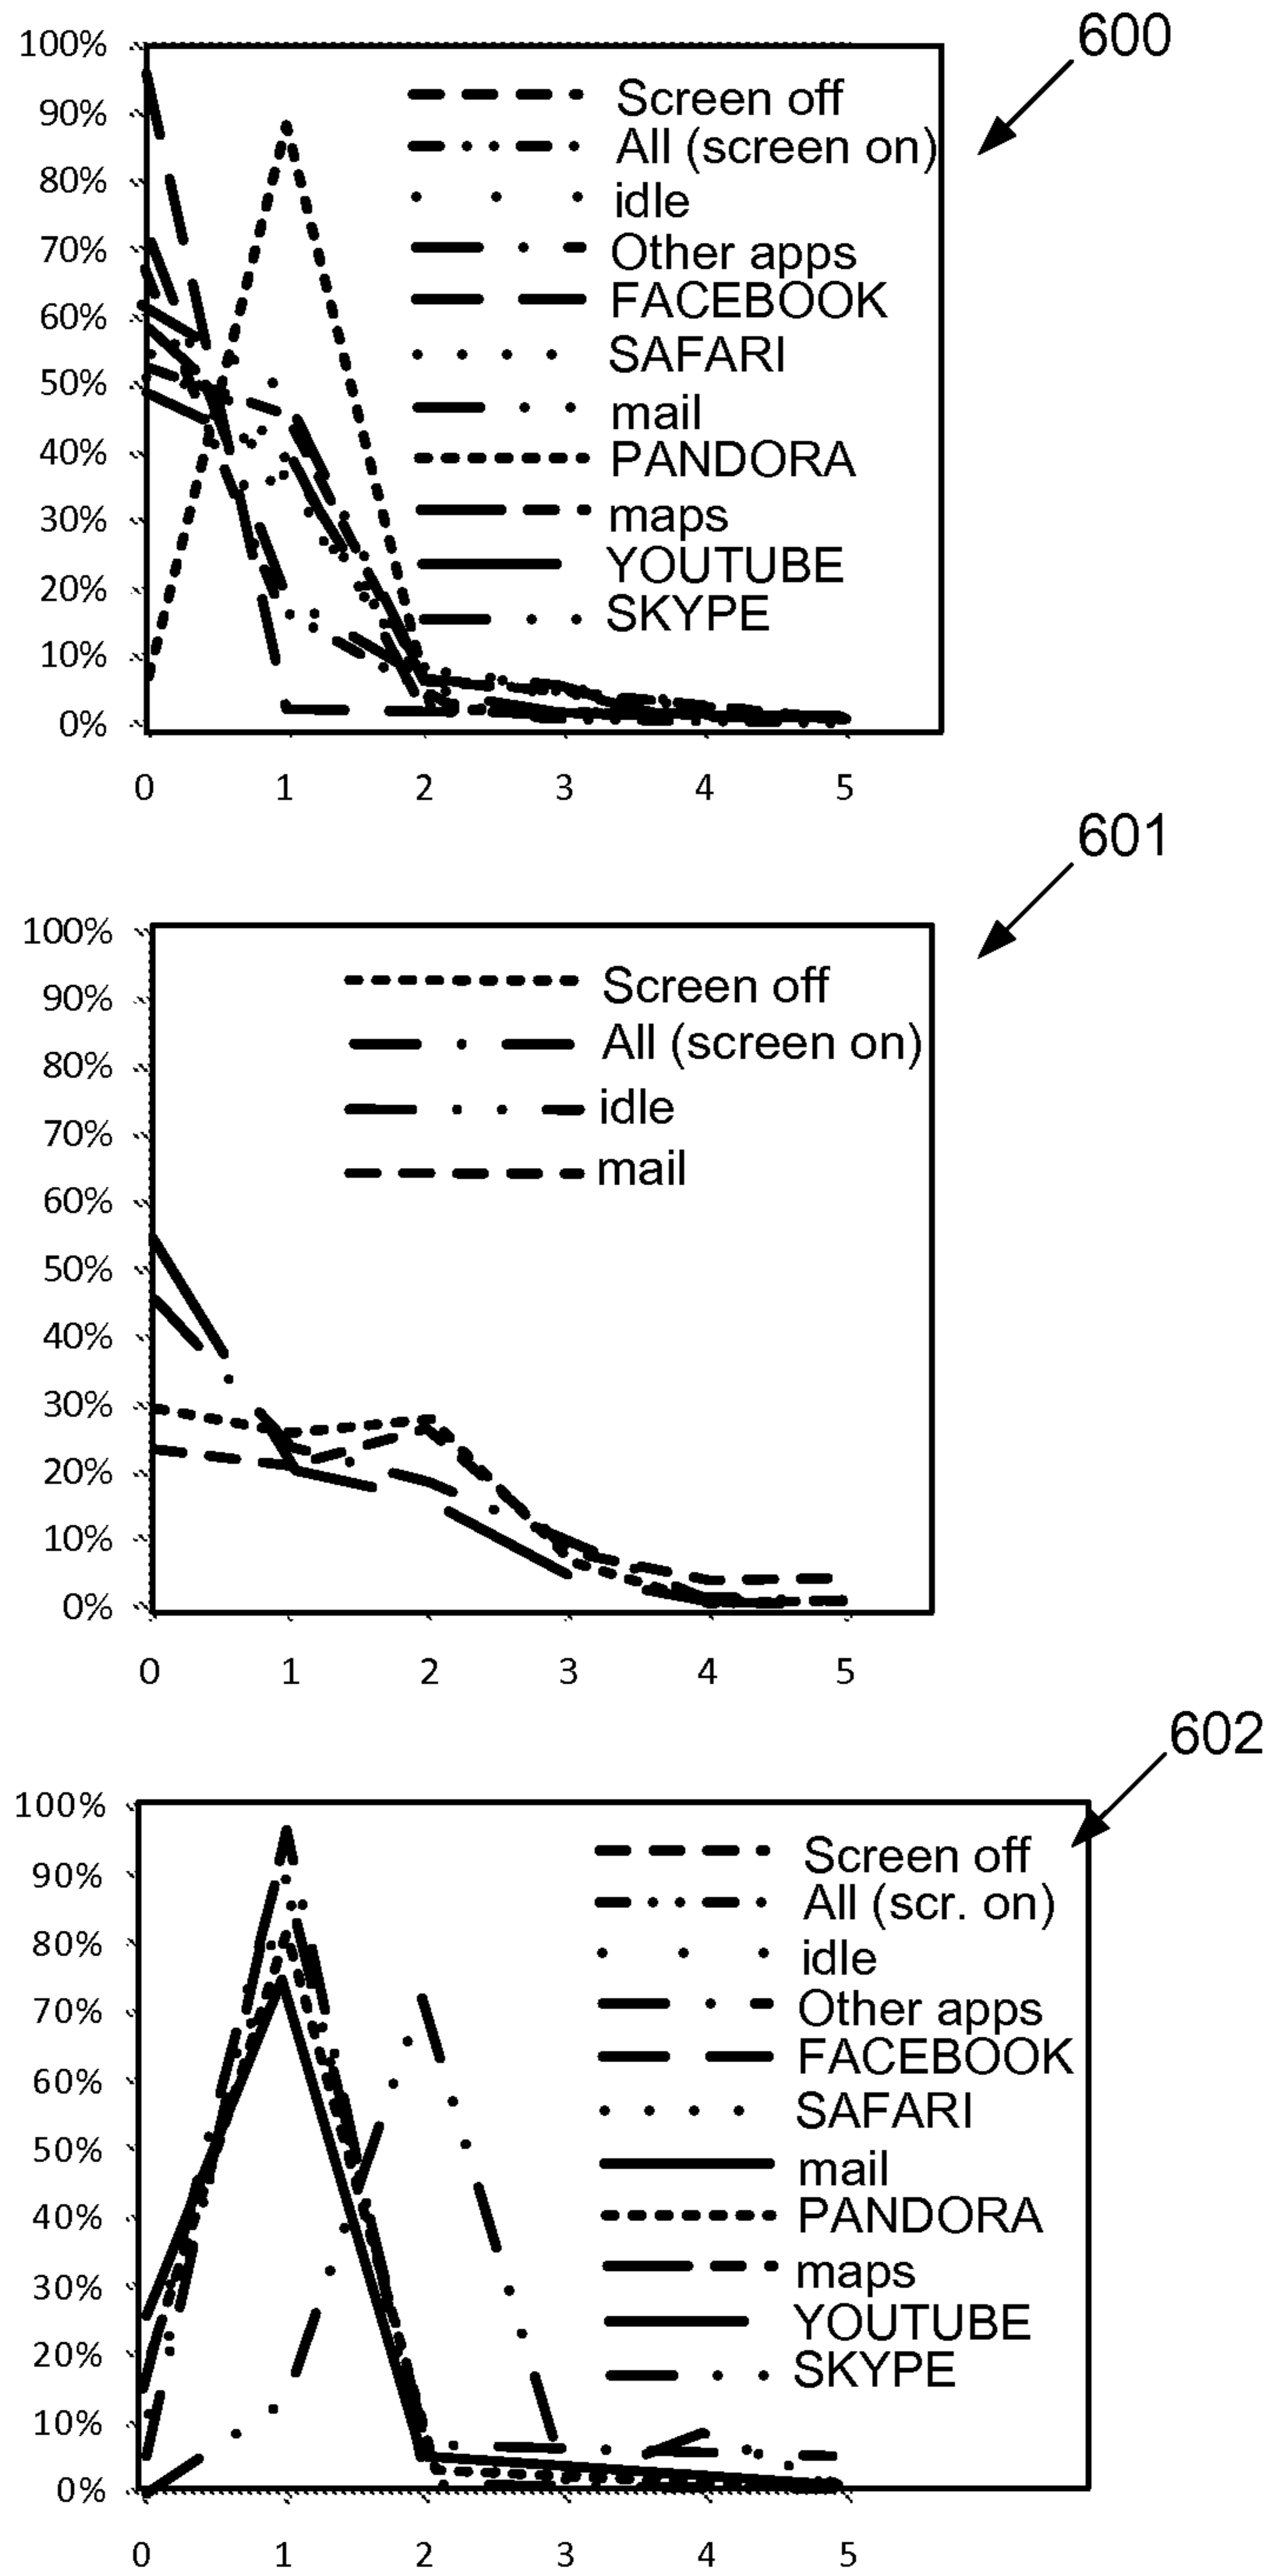 600
100%
90%
80%
70%
60%
50%
40%
30%
20%
10%
0%
Screen off
All (screen on)
idle
Other apps
FACEBOOK
SAFARI
mail
PANDORA
maps
YOUTUBE
SKYPE
0 1 2 3 4 5
601
100%
90%
80%
70%
60%
50%
40%
30%
20%
10%
0%
Screen off
All (screen on)
idle
mail
0 1 2 3 4 5
602
100%
90%
80%
70%
60%
50%
40%
30%
20%
10%
0%
Screen off
All (scr. on)
idle
Other apps
FACEBOOK
SAFARI
mail
PANDORA
maps
YOUTUBE
SKYPE
0 1 2 3 4 5